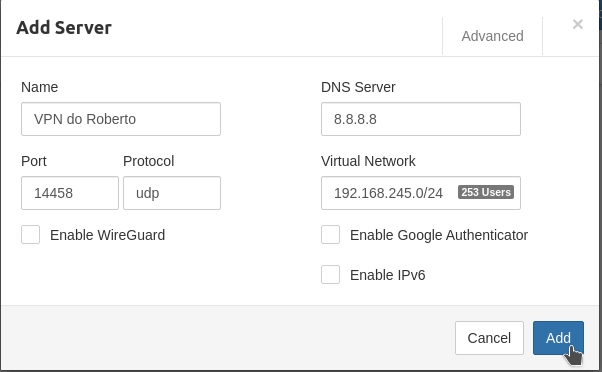 Add Server
Advanced
×
Name
DNS Server
VPN do Roberto
8.8.8.8
Port
Protocol
Virtual Network
14458
udp
192.168.245.0/24
253 Users
Enable WireGuard
Enable Google Authenticator
Enable IPv6
Cancel
Add